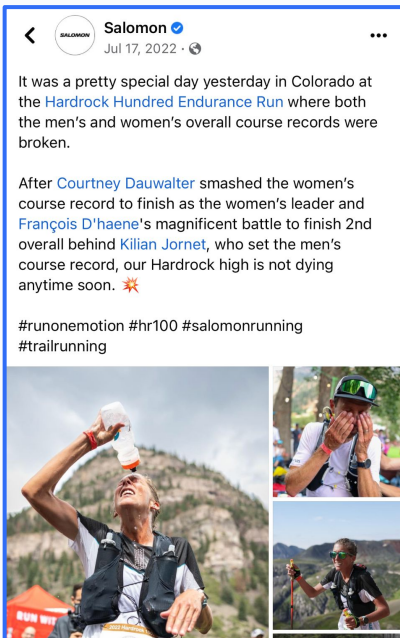 SALOMON
Salomon
Jul 17, 2022 ·
It was a pretty special day yesterday in Colorado at
the Hardrock Hundred Endurance Run where both
the men's and women's overall course records were
broken.
After Courtney Dauwalter smashed the women's
course record to finish as the women's leader and
François D'haene's magnificent battle to finish 2nd
overall behind Kilian Jornet, who set the men's
course record, our Hardrock high is not dying
anytime soon. 💥
#runonemotion #hr100 #salomonrunning
#trailrunning
RUN WIT